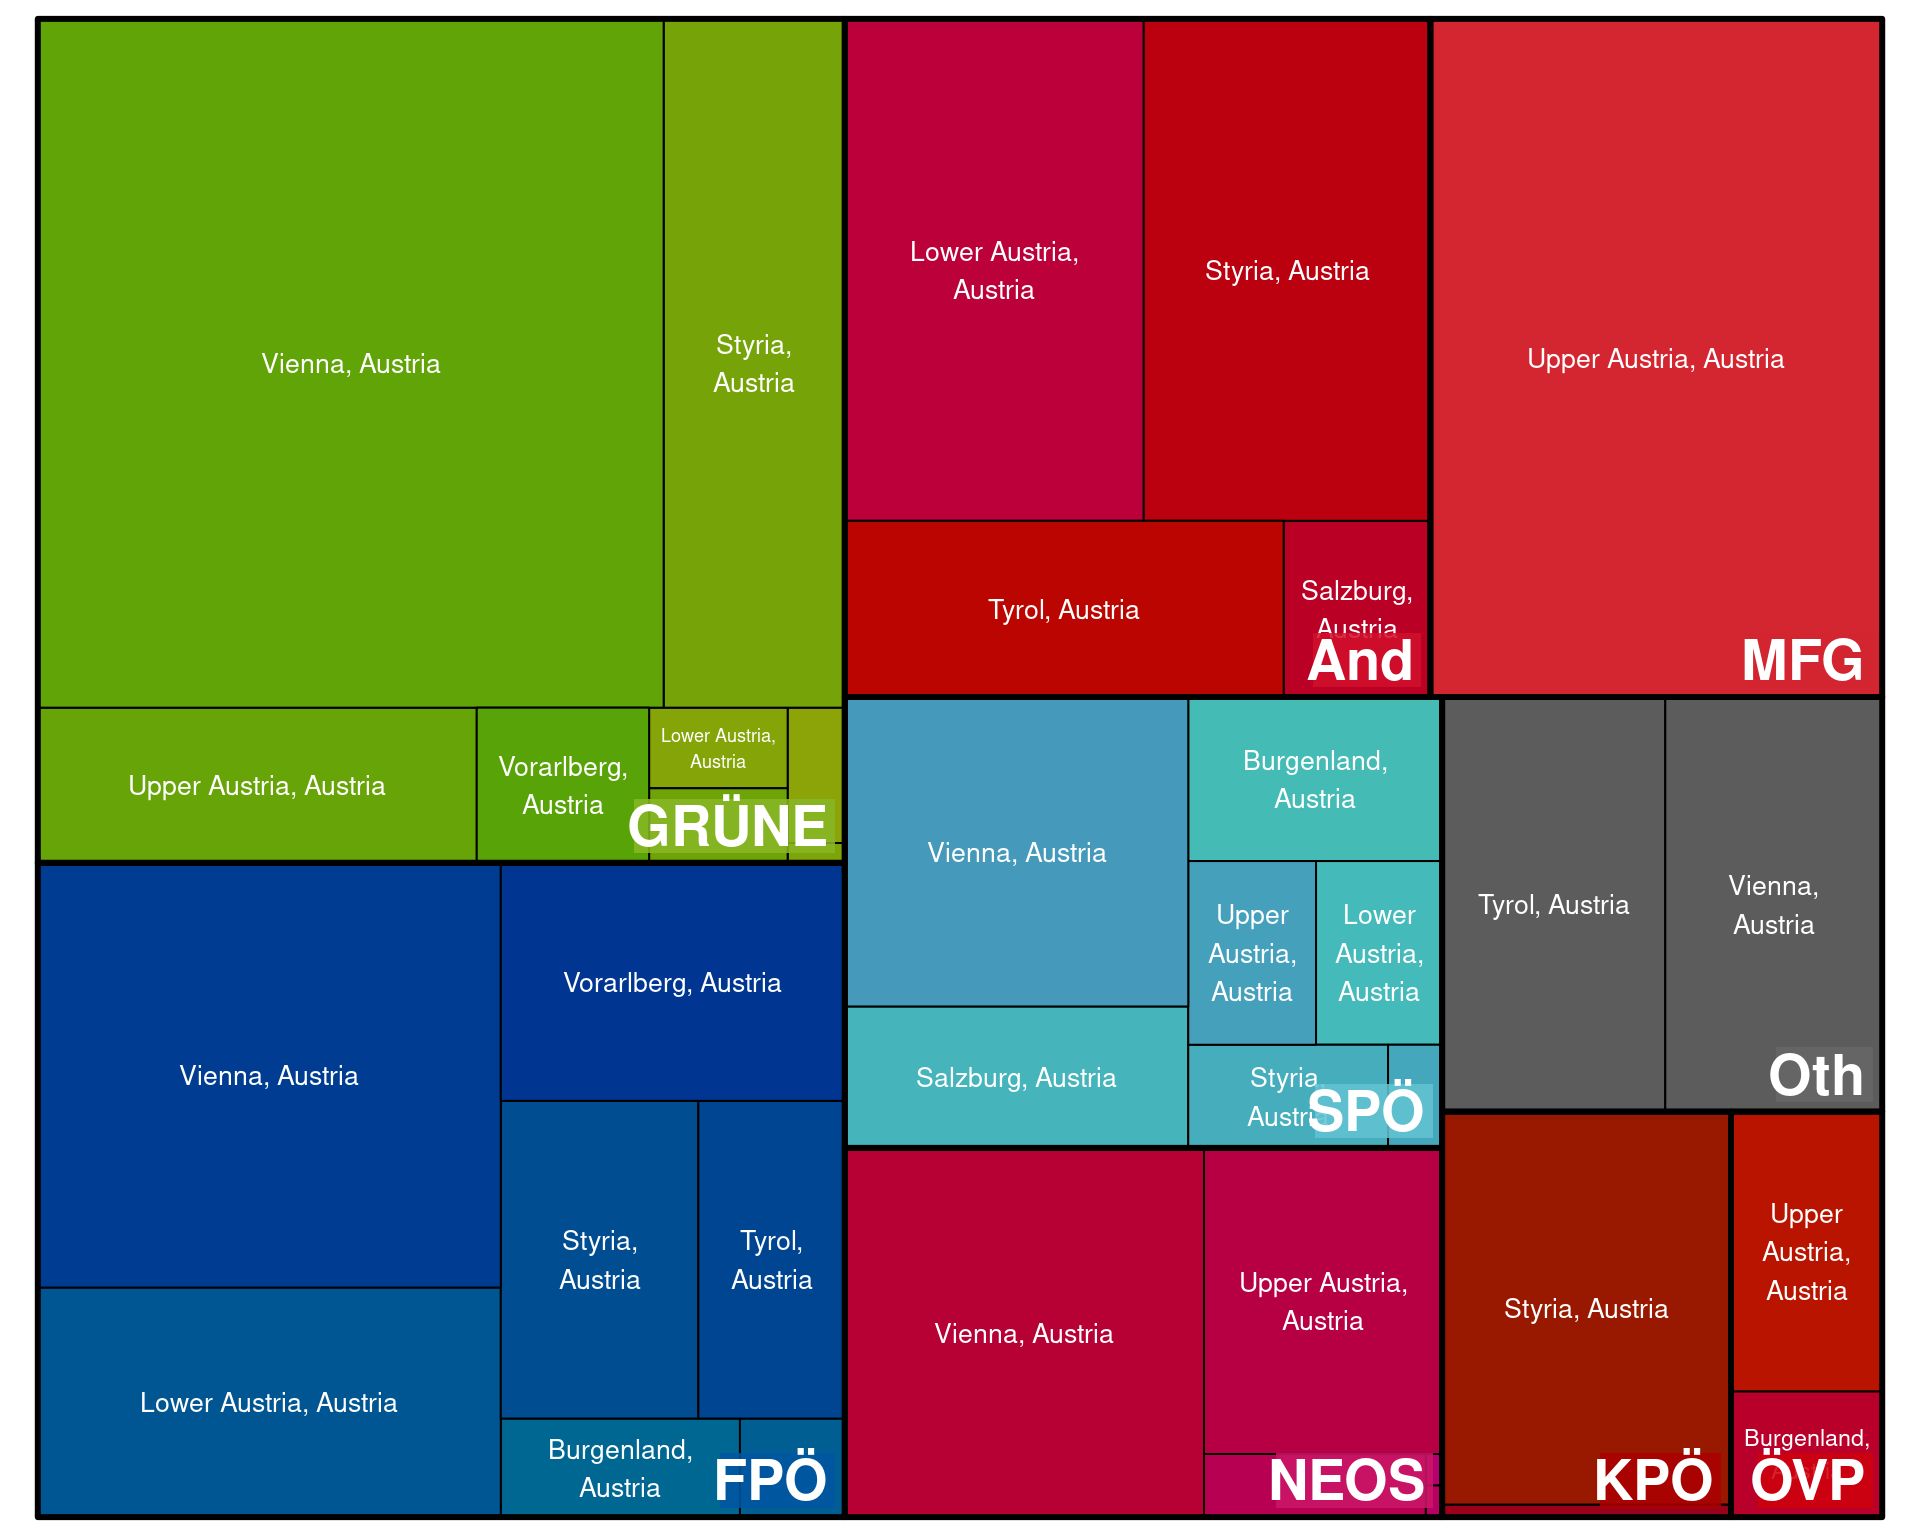 Vienna, Austria
Styria,
Austria
Upper Austria, Austria
Vorarlberg,
Austria
Lower Austria,
Austria
GRÜNE
Vienna, Austria
Vorarlberg, Austria
Styria,
Austria
Tyrol,
Austria
Lower Austria, Austria
Burgenland,
Austria
FPÖ
Lower Austria,
Austria
Styria, Austria
Tyrol, Austria
Salzburg,
Austria
And
Upper Austria, Austria
MFG
Vienna, Austria
Burgenland,
Austria
Upper
Austria,
Austria
Lower
Austria,
Austria
Salzburg, Austria
Styria,
Austria
SPÖ
Tyrol, Austria
Vienna,
Austria
Oth
Vienna, Austria
Upper Austria,
Austria
NEOS
Styria, Austria
KPÖ
Upper
Austria,
Austria
Burgenland,
ÖVP